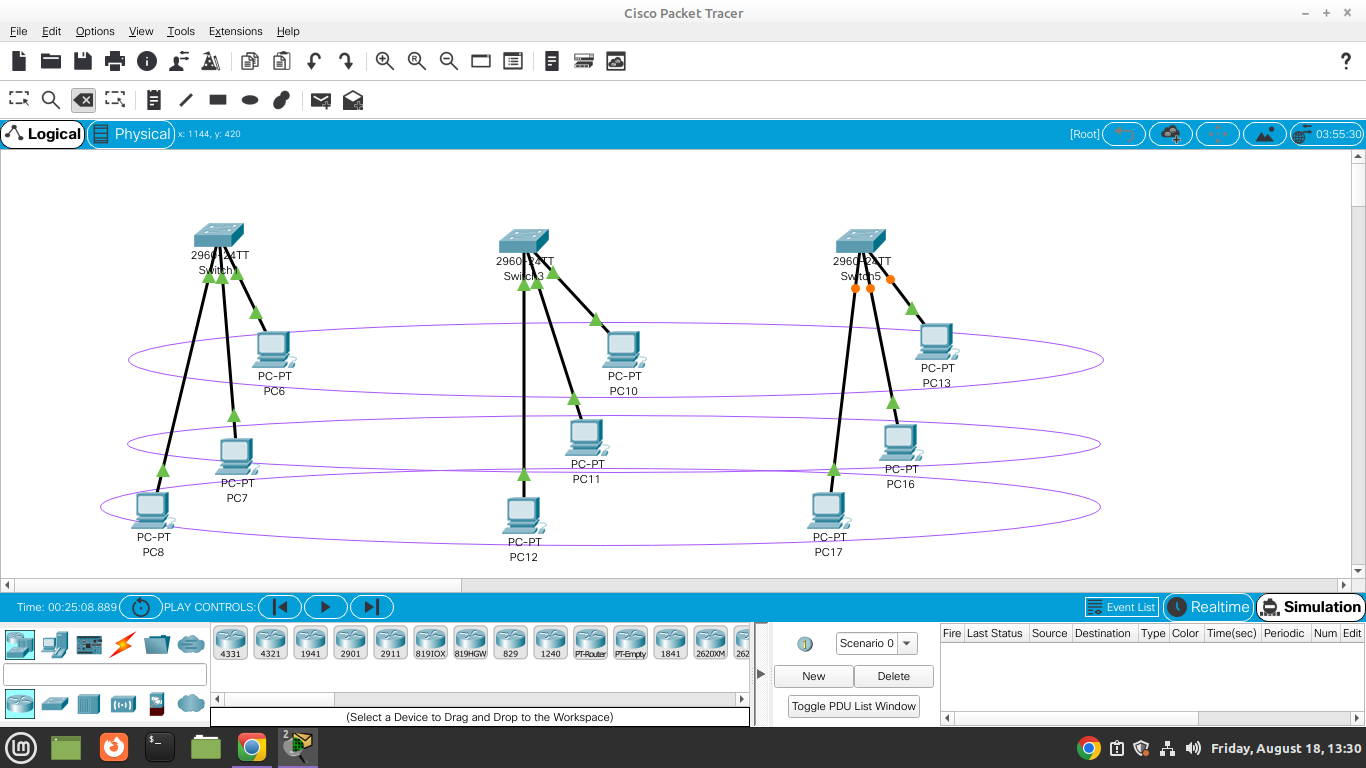 Cisco Packet Tracer
File Edit Options View Tools Extensions Help
Logical Physical x: 1144, y: 420 [Root] 03:55:30
2960-24TT
Switch1
2960-24TT
Switch3
2960-24TT
Switch5
PC-PT
PC6
PC-PT
PC10
PC-PT
PC13
PC-PT
PC7
PC-PT
PC11
PC-PT
PC16
PC-PT
PC8
PC-PT
PC12
PC-PT
PC17
Time: 00:25:08.889 PLAY CONTROLS: Event List Realtime Simulation
4331 4321 1941 2901 2911 819IOX 819HGW 829 1240 PT-Router PT-Empty 1841 2620XM 262
(Select a Device to Drag and Drop to the Workspace)
Scenario 0
New Delete
Toggle PDU List Window
Fire Last Status Source Destination Type Color Time(sec) Periodic Num Edit
2
Friday, August 18, 13:30